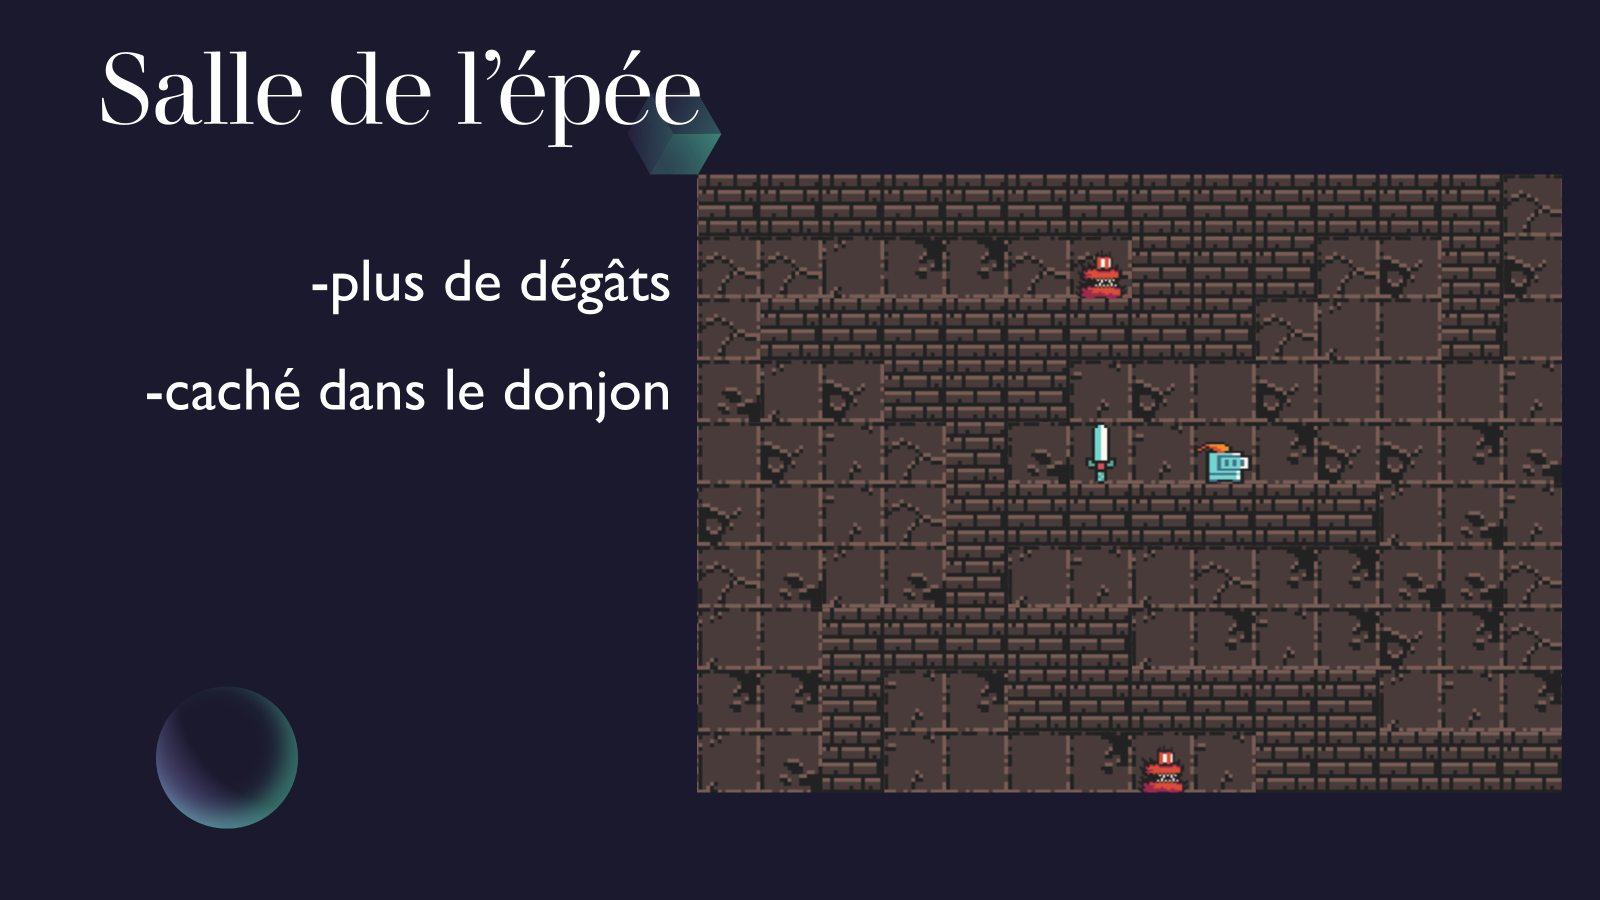 Salle de l’épée
-plus de dégâts
-caché dans le donjon